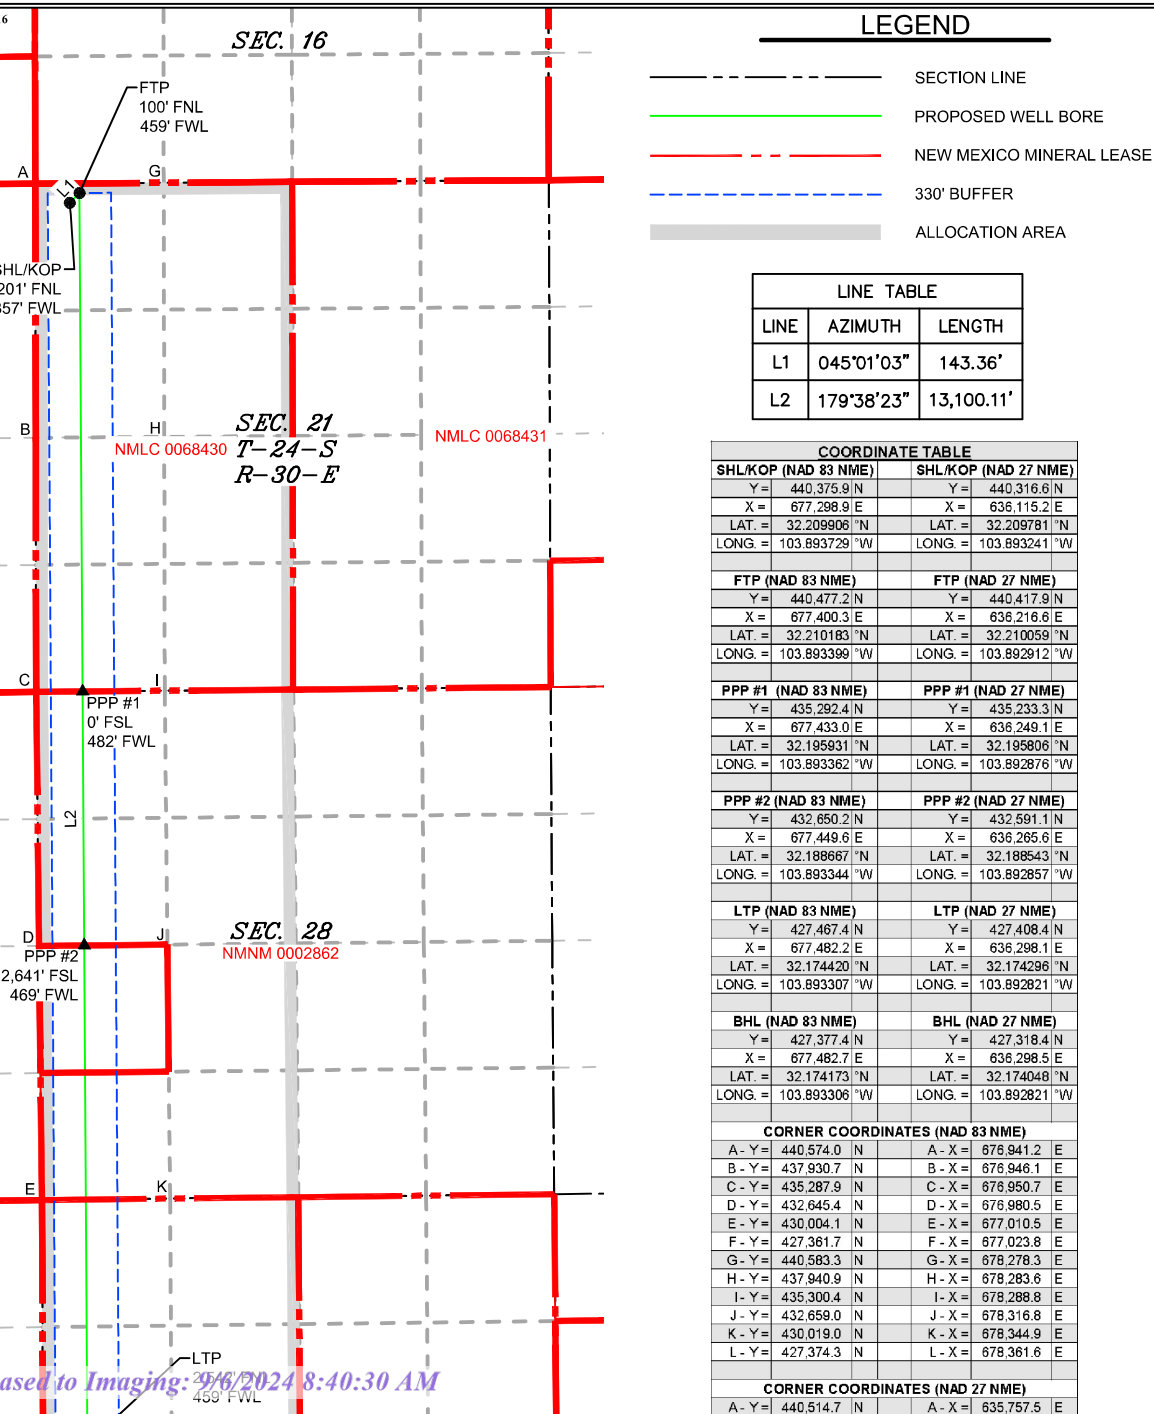 6
SEC. 16
FTP
100' FNL
459' FWL
A
G
L1
SHL/KOP
201' FNL
357' FWL
B
H
SEC. 21
NMLC 0068430
T-24-S
R-30-E
NMLC 0068431
C
I
PPP #1
0' FSL
482' FWL
L2
D
J
SEC. 28
NMNM 0002862
PPP #2
2,641' FSL
469' FWL
E
K
LTP
FNL
459' FWL
ased to Imaging: 9/6/2024 8:40:30 AM
LEGEND
SECTION LINE
PROPOSED WELL BORE
NEW MEXICO MINERAL LEASE
330' BUFFER
ALLOCATION AREA
LINE TABLE
LINE AZIMUTH LENGTH
L1 045°01'03" 143.36'
L2 179°38'23" 13,100.11'
COORDINATE TABLE
SHL/KOP (NAD 83 NME) SHL/KOP (NAD 27 NME)
Y = 440,375.9 N Y = 440,316.6 N
X = 677,298.9 E X = 636,115.2 E
LAT. = 32.209906 °N LAT. = 32.209781 °N
LONG. = 103.893729 °W LONG. = 103.893241 °W
FTP (NAD 83 NME) FTP (NAD 27 NME)
Y = 440,477.2 N Y = 440,417.9 N
X = 677,400.3 E X = 636,216.6 E
LAT. = 32.210183 °N LAT. = 32.210059 °N
LONG. = 103.893399 °W LONG. = 103.892912 °W
PPP #1 (NAD 83 NME) PPP #1 (NAD 27 NME)
Y = 435,292.4 N Y = 435,233.3 N
X = 677,433.0 E X = 636,249.1 E
LAT. = 32.195931 °N LAT. = 32.195806 °N
LONG. = 103.893362 °W LONG. = 103.892876 °W
PPP #2 (NAD 83 NME) PPP #2 (NAD 27 NME)
Y = 432,650.2 N Y = 432,591.1 N
X = 677,449.6 E X = 636,265.6 E
LAT. = 32.188667 °N LAT. = 32.188543 °N
LONG. = 103.893344 °W LONG. = 103.892857 °W
LTP (NAD 83 NME) LTP (NAD 27 NME)
Y = 427,467.4 N Y = 427,408.4 N
X = 677,482.2 E X = 636,298.1 E
LAT. = 32.174420 °N LAT. = 32.174296 °N
LONG. = 103.893307 °W LONG. = 103.892821 °W
BHL (NAD 83 NME) BHL (NAD 27 NME)
Y = 427,377.4 N Y = 427,318.4 N
X = 677,482.7 E X = 636,298.5 E
LAT. = 32.174173 °N LAT. = 32.174048 °N
LONG. = 103.893306 °W LONG. = 103.892821 °W
CORNER COORDINATES (NAD 83 NME)
A - Y = 440,574.0 N A - X = 676,941.2 E
B - Y = 437,930.7 N B - X = 676,946.1 E
C - Y = 435,287.9 N C - X = 676,950.7 E
D - Y = 432,645.4 N D - X = 676,980.5 E
E - Y = 430,004.1 N E - X = 677,010.5 E
F - Y = 427,361.7 N F - X = 677,023.8 E
G - Y = 440,583.3 N G - X = 678,278.3 E
H - Y = 437,940.9 N H - X = 678,283.6 E
I - Y = 435,300.4 N I - X = 678,288.8 E
J - Y = 432,659.0 N J - X = 678,316.8 E
K - Y = 430,019.0 N K - X = 678,344.9 E
L - Y = 427,374.3 N L - X = 678,361.6 E
CORNER COORDINATES (NAD 27 NME)
A - Y = 440,514.7 N A - X = 635,757.5 E